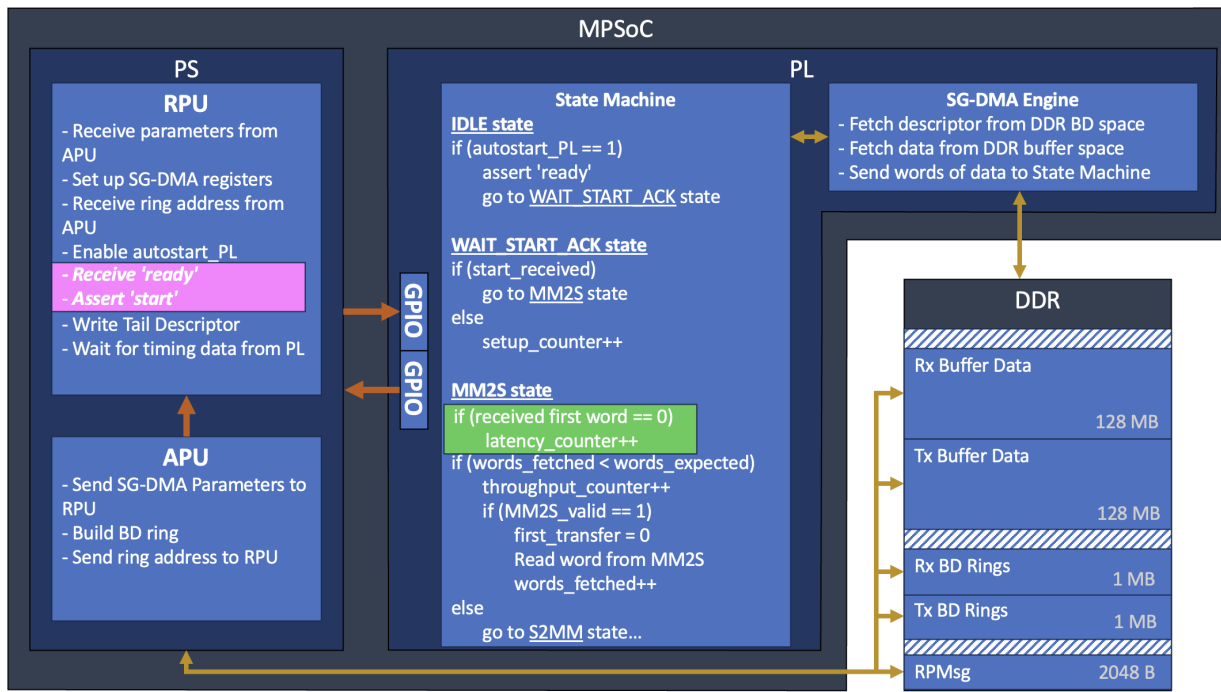 MPSoC
PS
RPU
- Receive parameters from
APU
- Set up SG-DMA registers
- Receive ring address from
APU
- Enable autostart_PL
- Receive 'ready'
- Assert 'start'
- Write Tail Descriptor
- Wait for timing data from PL
APU
- Send SG-DMA Parameters to
RPU
- Build BD ring
- Send ring address to RPU
GPIO
GPIO
PL
State Machine
IDLE state
if (autostart_PL == 1)
assert 'ready'
go to WAIT_START_ACK state
WAIT_START_ACK state
if (start_received)
go to MM2S state
else
setup_counter++
MM2S state
if (received first word == 0)
latency_counter++
if (words_fetched < words_expected)
throughput_counter++
if (MM2S_valid == 1)
first_transfer = 0
Read word from MM2S
words_fetched++
else
go to S2MM state...
SG-DMA Engine
- Fetch descriptor from DDR BD space
- Fetch data from DDR buffer space
- Send words of data to State Machine
DDR
Rx Buffer Data
128 MB
Tx Buffer Data
128 MB
Rx BD Rings
1 MB
Tx BD Rings
1 MB
RPMsg
2048 B